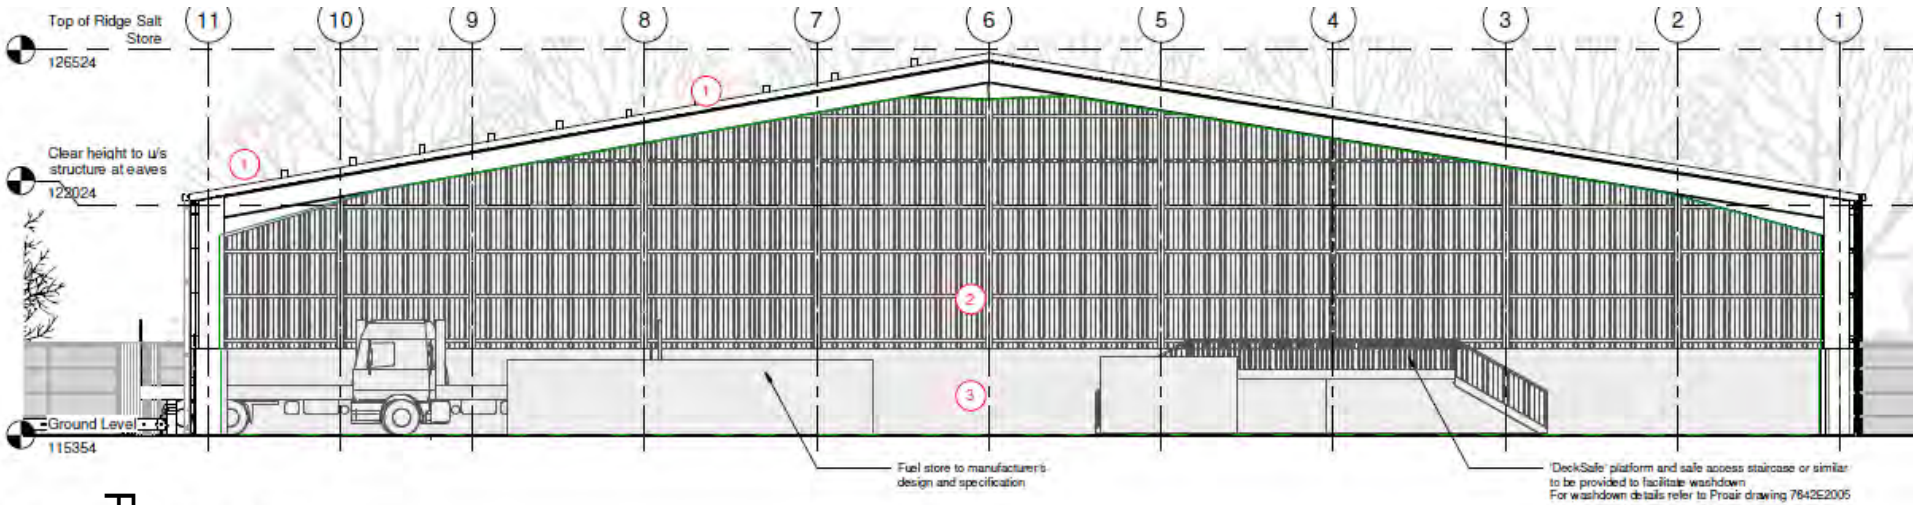 Top of Ridge Salt
Store
126524
11
10
9
8
7
6
5
4
3
2
1
1
1
Clear height to u/s
structure at eaves
122024
2
3
Ground Level
115354
Fuel store to manufacturer's
design and specification
'DeckSafe' platform and safe access staircase or similar
to be provided to facilitate washdown
For washdown details refer to Proair drawing 7642E2005